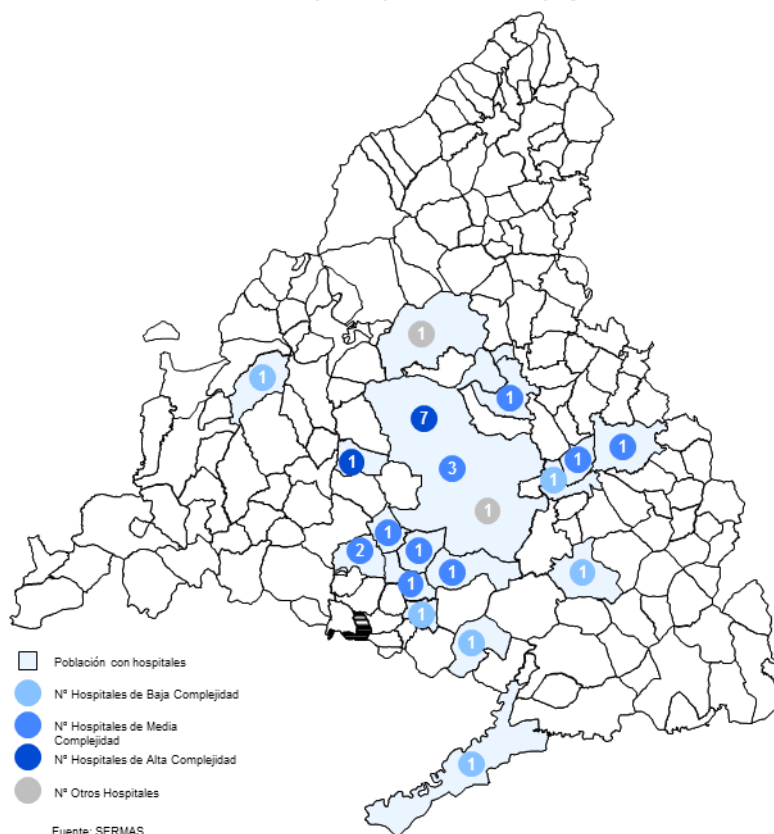 1
1
1
7
1
1
3
1
1
1
1
2
1
1
1
1
1
1
1
Población con hospitales
Nº Hospitales de Baja Complejidad
Nº Hospitales de Media
Complejidad
Nº Hospitales de Alta Complejidad
Nº Otros Hospitales
Fuente: SERMAS